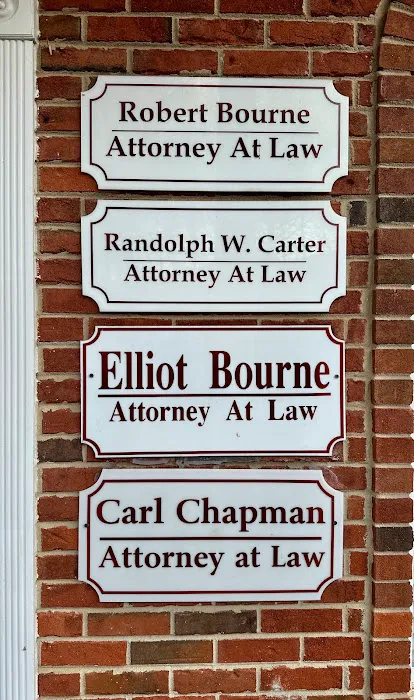 Robert Bourne
Attorney At Law
Randolph W. Carter
Attorney At Law
Elliot Bourne
Attorney At Law
Carl Chapman
Attorney at Law